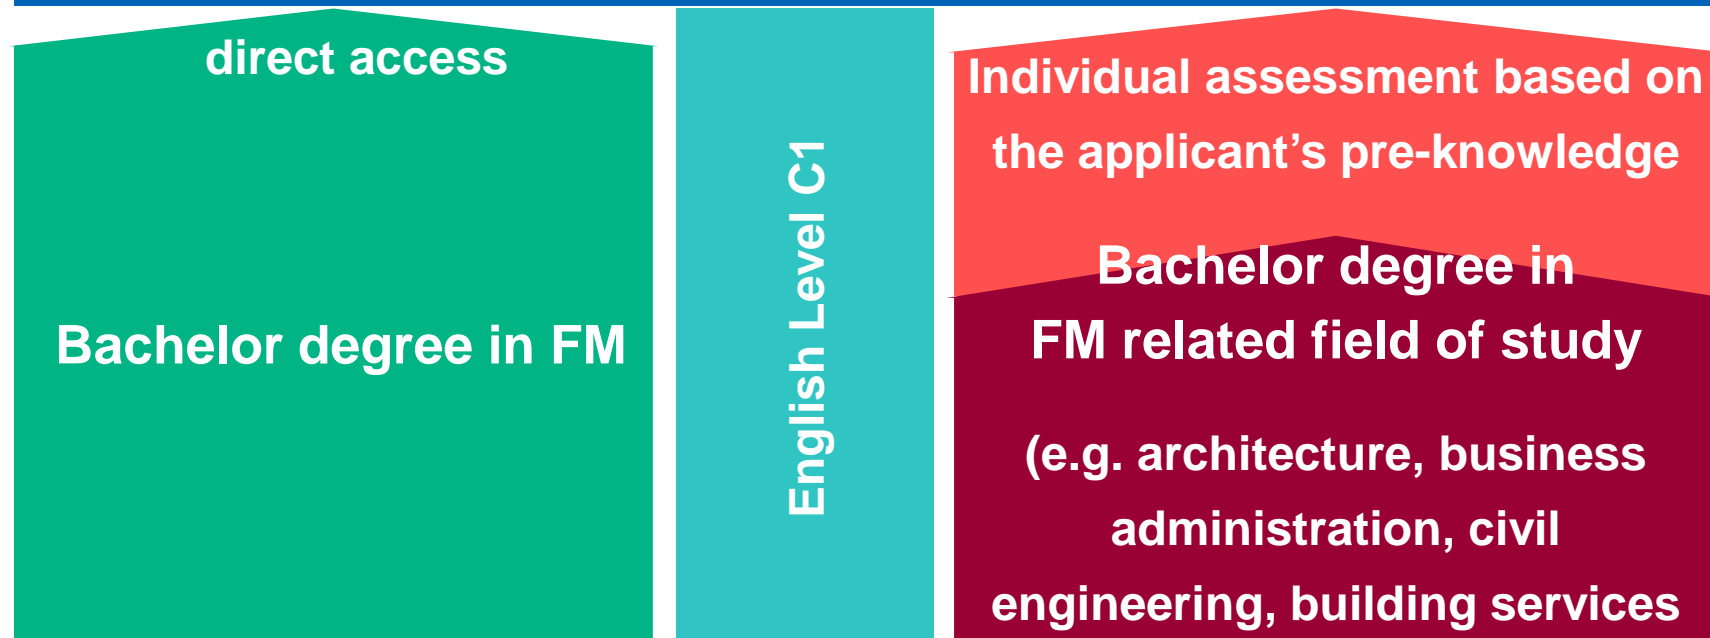 direct access
Bachelor degree in FM
English Level C1
Individual assessment based on
the applicant’s pre-knowledge
Bachelor degree in
FM related field of study
(e.g. architecture, business
administration, civil
engineering, building services